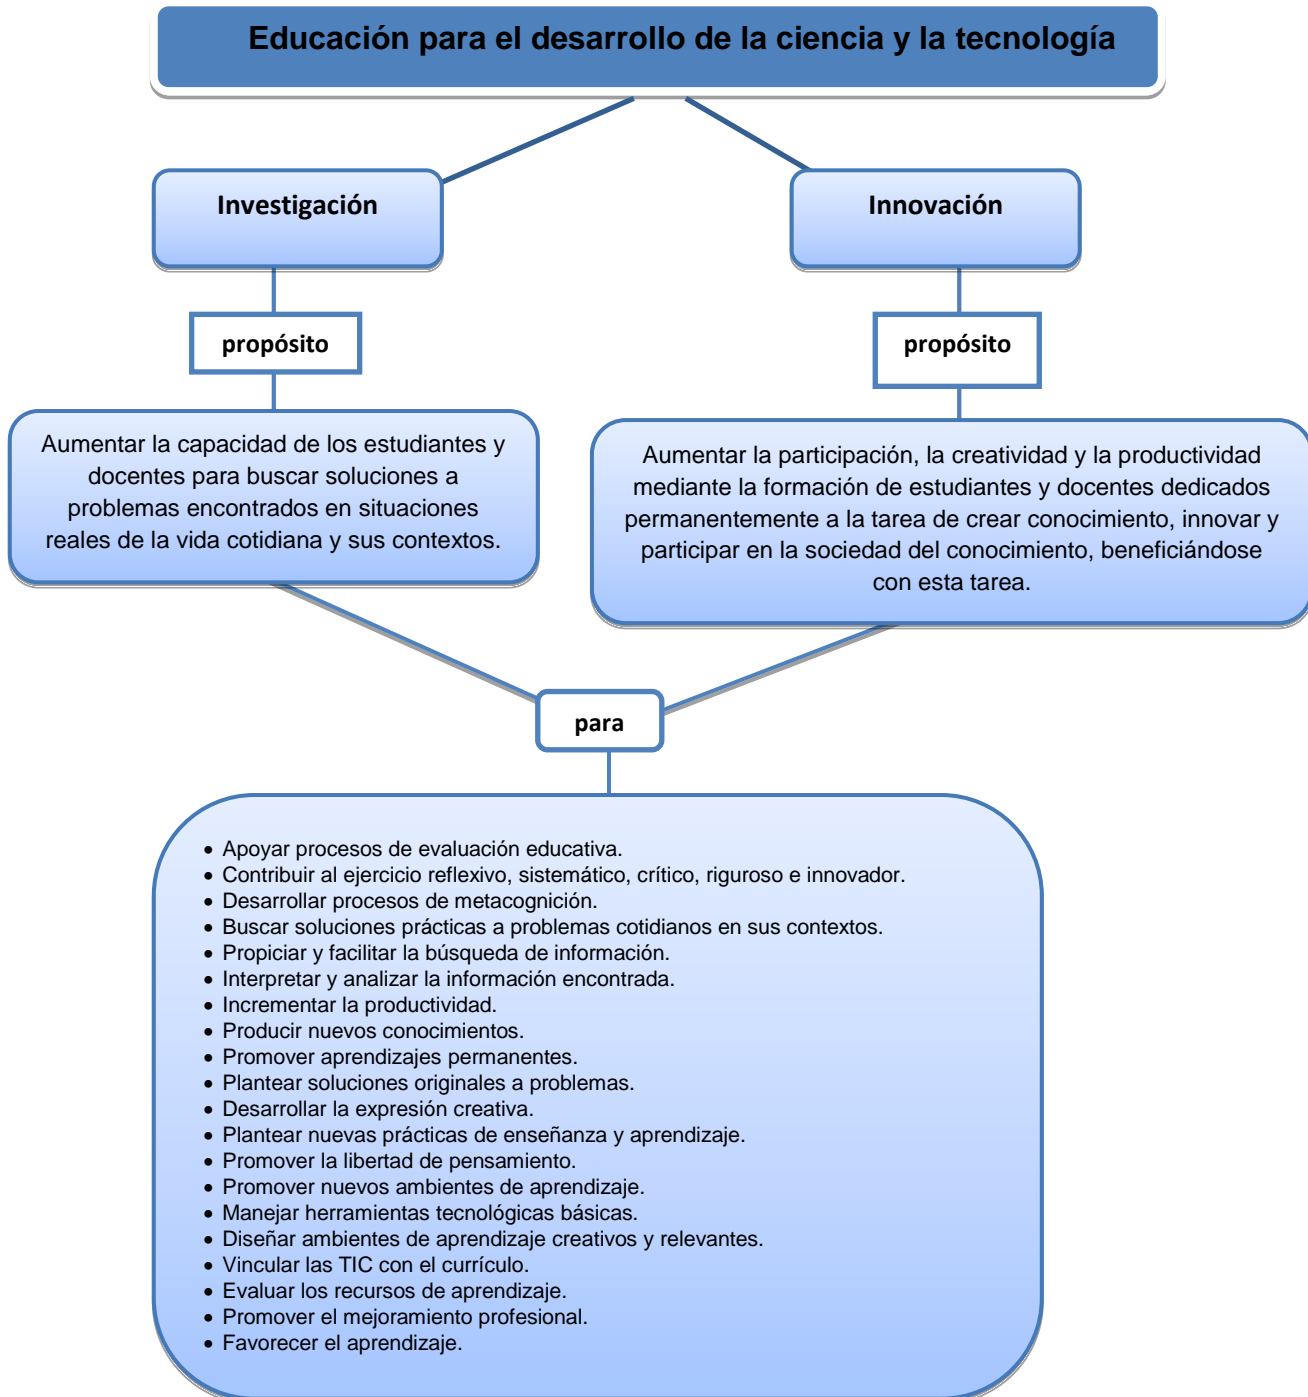 Educación para el desarrollo de la ciencia y la tecnología
Investigación
Innovación
propósito
propósito
Aumentar la capacidad de los estudiantes y
docentes para buscar soluciones a
problemas encontrados en situaciones
reales de la vida cotidiana y sus contextos.
Aumentar la participación, la creatividad y la productividad
mediante la formación de estudiantes y docentes dedicados
permanentemente a la tarea de crear conocimiento, innovar y
participar en la sociedad del conocimiento, beneficiándose
con esta tarea.
para
• Apoyar procesos de evaluación educativa.
• Contribuir al ejercicio reflexivo, sistemático, crítico, riguroso e innovador.
• Desarrollar procesos de metacognición.
• Buscar soluciones prácticas a problemas cotidianos en sus contextos.
• Propiciar y facilitar la búsqueda de información.
• Interpretar y analizar la información encontrada.
• Incrementar la productividad.
• Producir nuevos conocimientos.
• Promover aprendizajes permanentes.
• Plantear soluciones originales a problemas.
• Desarrollar la expresión creativa.
• Plantear nuevas prácticas de enseñanza y aprendizaje.
• Promover la libertad de pensamiento.
• Promover nuevos ambientes de aprendizaje.
• Manejar herramientas tecnológicas básicas.
• Diseñar ambientes de aprendizaje creativos y relevantes.
• Vincular las TIC con el currículo.
• Evaluar los recursos de aprendizaje.
• Promover el mejoramiento profesional.
• Favorecer el aprendizaje.